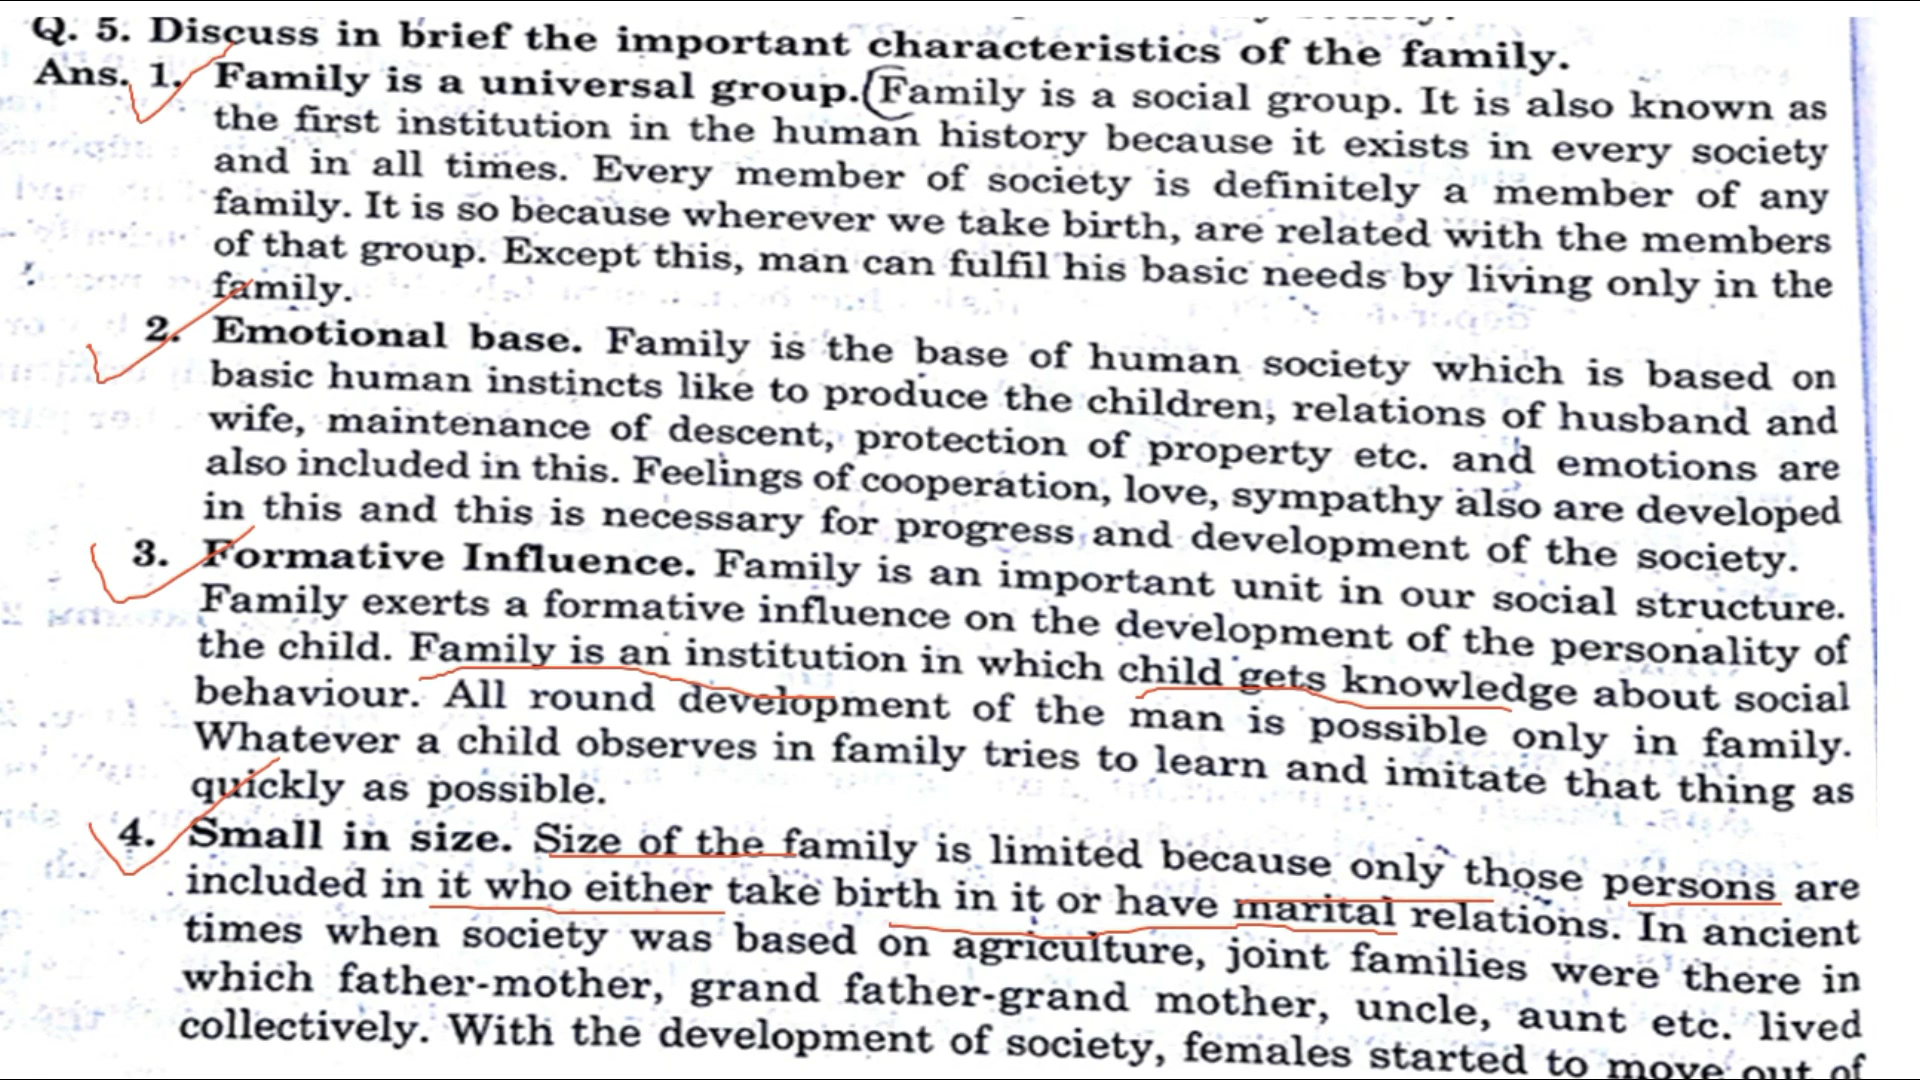 Q. 5. Discuss in brief the important characteristics of the family.
Ans. 1. Family is a universal group. Family is a social group. It is also known as
the first institution in the human history because it exists in every society
and in all times. Every member of society is definitely a member of any
family. It is so because wherever we take birth, are related with the members
of that group. Except this, man can fulfil his basic needs by living only in the
family.
2. Emotional base. Family is the base of human society which is based on
basic human instincts like to produce the children, relations of husband and
wife, maintenance of descent, protection of property etc. and emotions are
also included in this. Feelings of cooperation, love, sympathy also are developed
in this and this is necessary for progress and development of the society.
3. Formative Influence. Family is an important unit in our social structure.
Family exerts a formative influence on the development of the personality of
the child. Family is an institution in which child gets knowledge about social
behaviour. All round development of the man is possible only in family.
Whatever a child observes in family tries to learn and imitate that thing as
quickly as possible.
4. Small in size. Size of the family is limited because only those persons are
included in it who either take birth in it or have marital relations. In ancient
times when society was based on agriculture, joint families were there in
which father-mother, grand father-grand mother, uncle, aunt etc. lived
collectively. With the development of society, females started to move out of